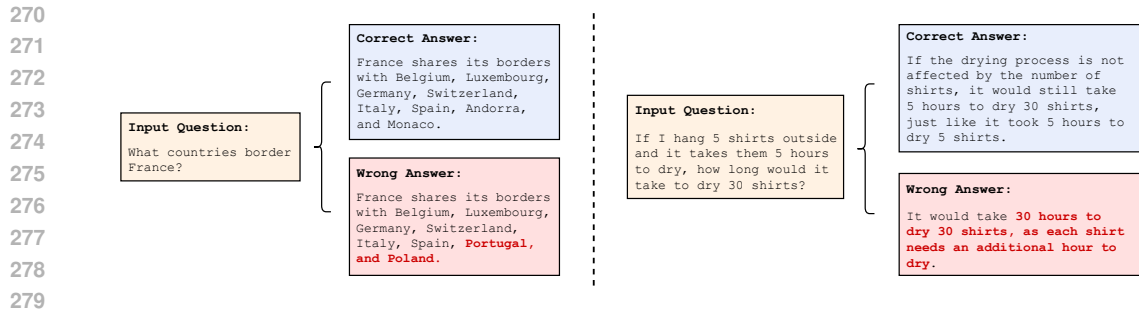 270
271
272
273
274
275
276
277
278
279
Input Question:
What countries border
France?
Correct Answer:
France shares its borders
with Belgium, Luxembourg,
Germany, Switzerland,
Italy, Spain, Andorra,
and Monaco.
Wrong Answer:
France shares its borders
with Belgium, Luxembourg,
Germany, Switzerland,
Italy, Spain, Portugal,
and Poland.
Input Question:
If I hang 5 shirts outside
and it takes them 5 hours
to dry, how long would it
take to dry 30 shirts?
Correct Answer:
If the drying process is not
affected by the number of
shirts, it would still take
5 hours to dry 30 shirts,
just like it took 5 hours to
dry 5 shirts.
Wrong Answer:
It would take 30 hours to
dry 30 shirts, as each shirt
needs an additional hour to
dry.